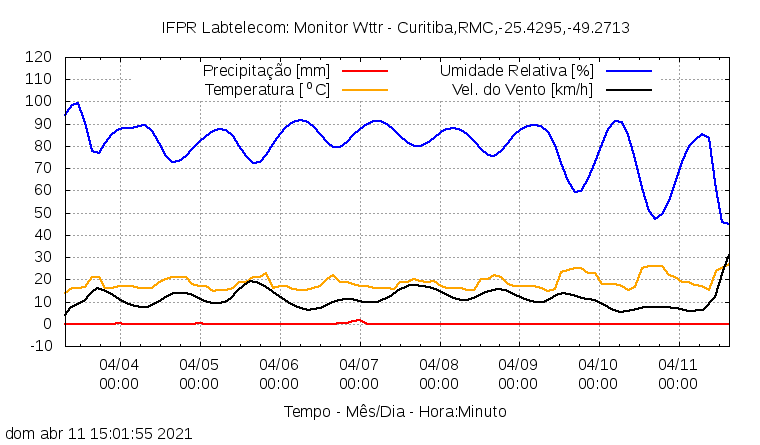 IFPR Labtelecom: Monitor Wttr - Curitiba,RMC,-25.4295,-49.2713
Precipitação [mm]
Temperatura [ ⁰C]
Umidade Relativa [%]
Vel. do Vento [km/h]
120
110
100
90
80
70
60
50
40
30
20
10
0
-10
04/04 04/05 04/06 04/07 04/08 04/09 04/10 04/11
00:00 00:00 00:00 00:00 00:00 00:00 00:00 00:00
Tempo - Mês/Dia - Hora:Minuto
dom abr 11 15:01:55 2021